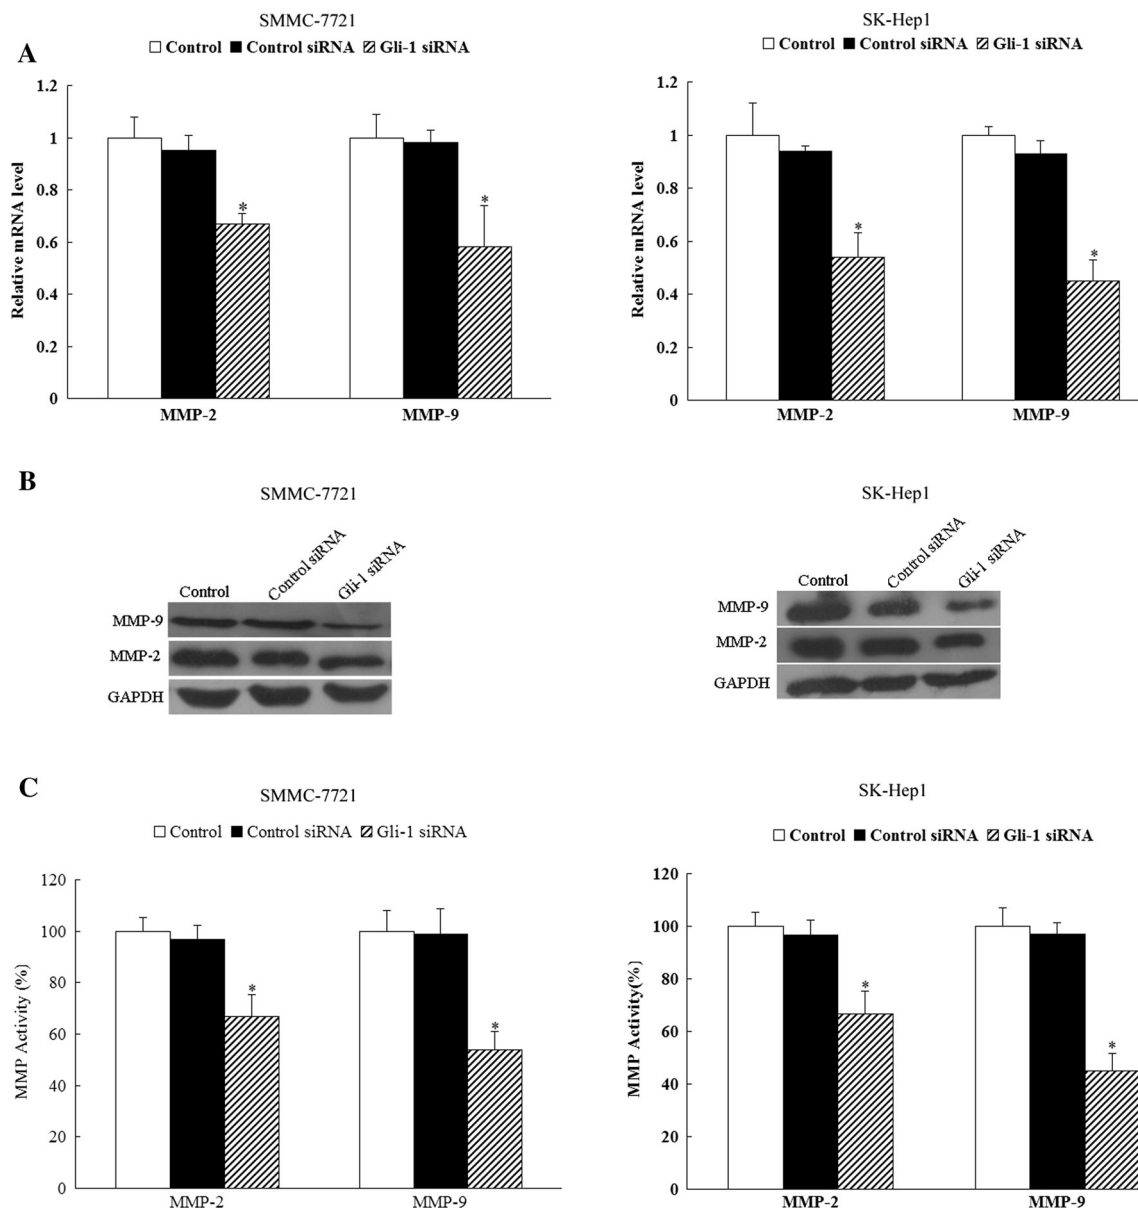 SMMC-7721
SK-Hep1
A
Control Control siRNA Gli-1 siRNA
Control Control siRNA Gli-1 siRNA
Relative mRNA level
1.2
1
0.8
0.6
0.4
0.2
0
*
*
MMP-2
MMP-9
Relative mRNA level
1.2
1
0.8
0.6
0.4
0.2
0
*
*
MMP-2
MMP-9
B
SMMC-7721
SK-Hep1
Control
Control siRNA
Gli-1 siRNA
MMP-9
MMP-2
GAPDH
Control
Control siRNA
Gli-1 siRNA
MMP-9
MMP-2
GAPDH
C
SMMC-7721
SK-Hep1
Control Control siRNA Gli-1 siRNA
Control Control siRNA Gli-1 siRNA
MMP Activity (%)
120
100
80
60
40
20
0
*
*
MMP-2
MMP-9
MMP Activity(%)
120
100
80
60
40
20
0
*
*
MMP-2
MMP-9